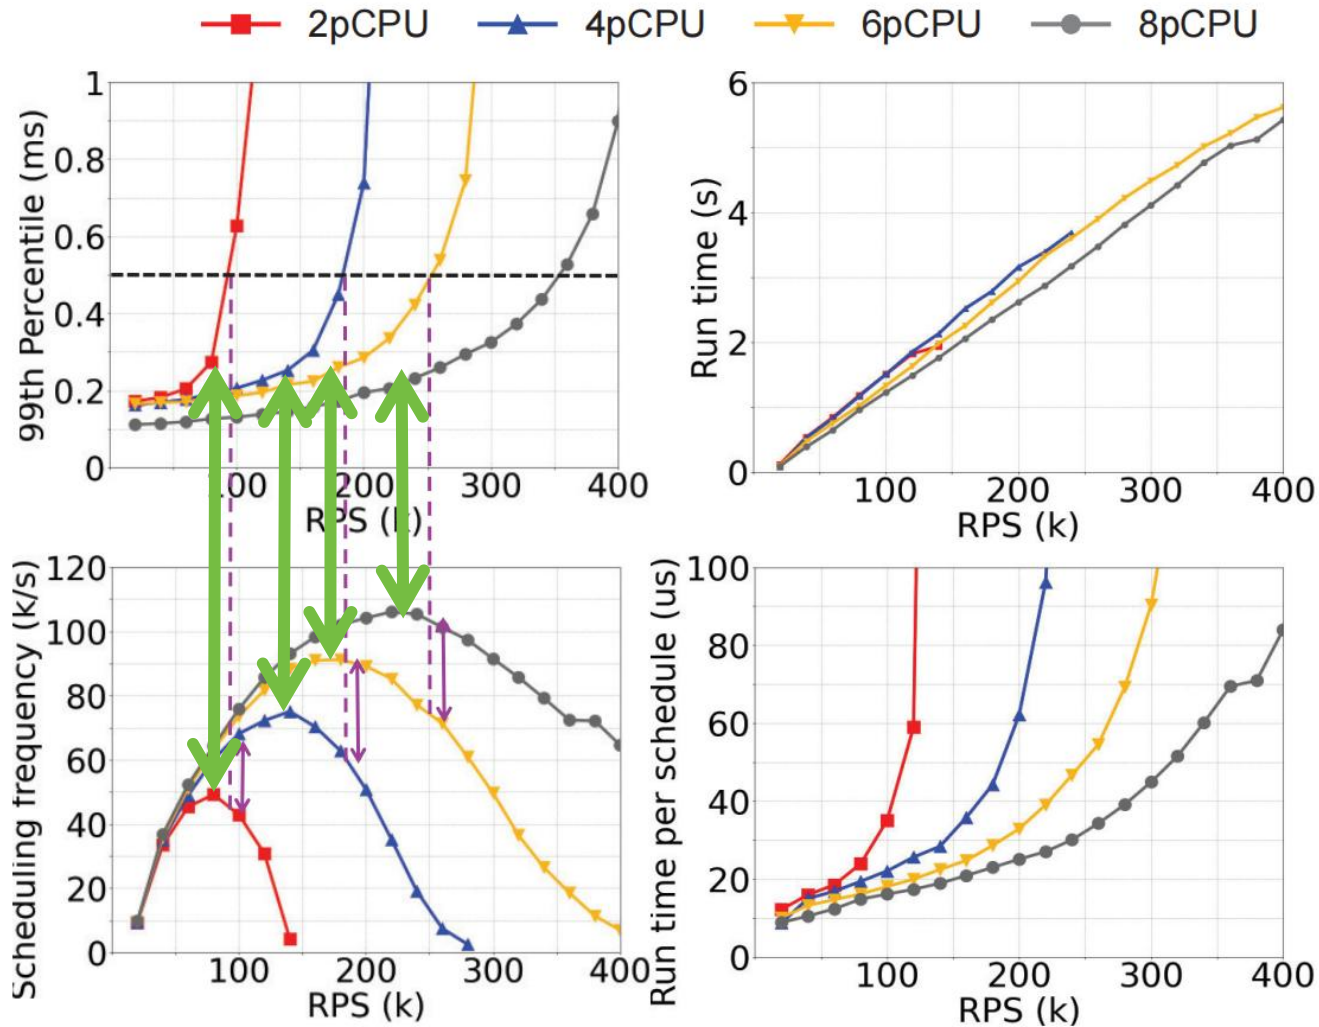 2pCPU 4pCPU 6pCPU 8pCPU
99th Percentile (ms)
1
0.8
0.6
0.4
0.2
0
100 200 300 400
RPS (k)
Run time (s)
6
4
2
0
100 200 300 400
RPS (k)
Scheduling frequency (k/s)
120
100
80
60
40
20
0
100 200 300 400
RPS (k)
Run time per schedule (us)
100
80
60
40
20
0
100 200 300 400
RPS (k)